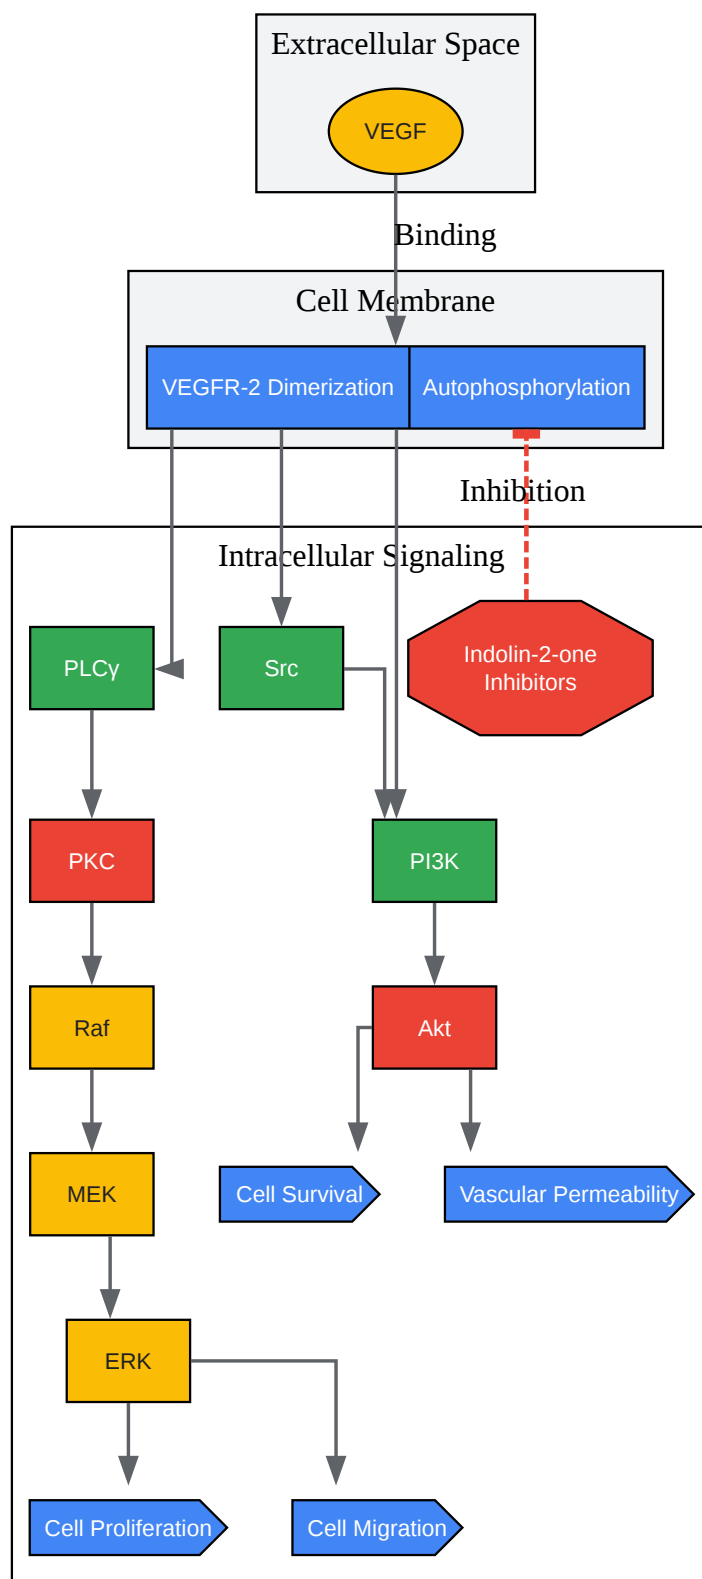 Extracellular Space
VEGF
Binding
Cell Membrane
VEGFR-2 Dimerization
Autophosphorylation
Inhibition
Intracellular Signaling
PLCγ
Src
Indolin-2-one
Inhibitors
PKC
PI3K
Raf
Akt
MEK
Cell Survival
Vascular Permeability
ERK
Cell Proliferation
Cell Migration